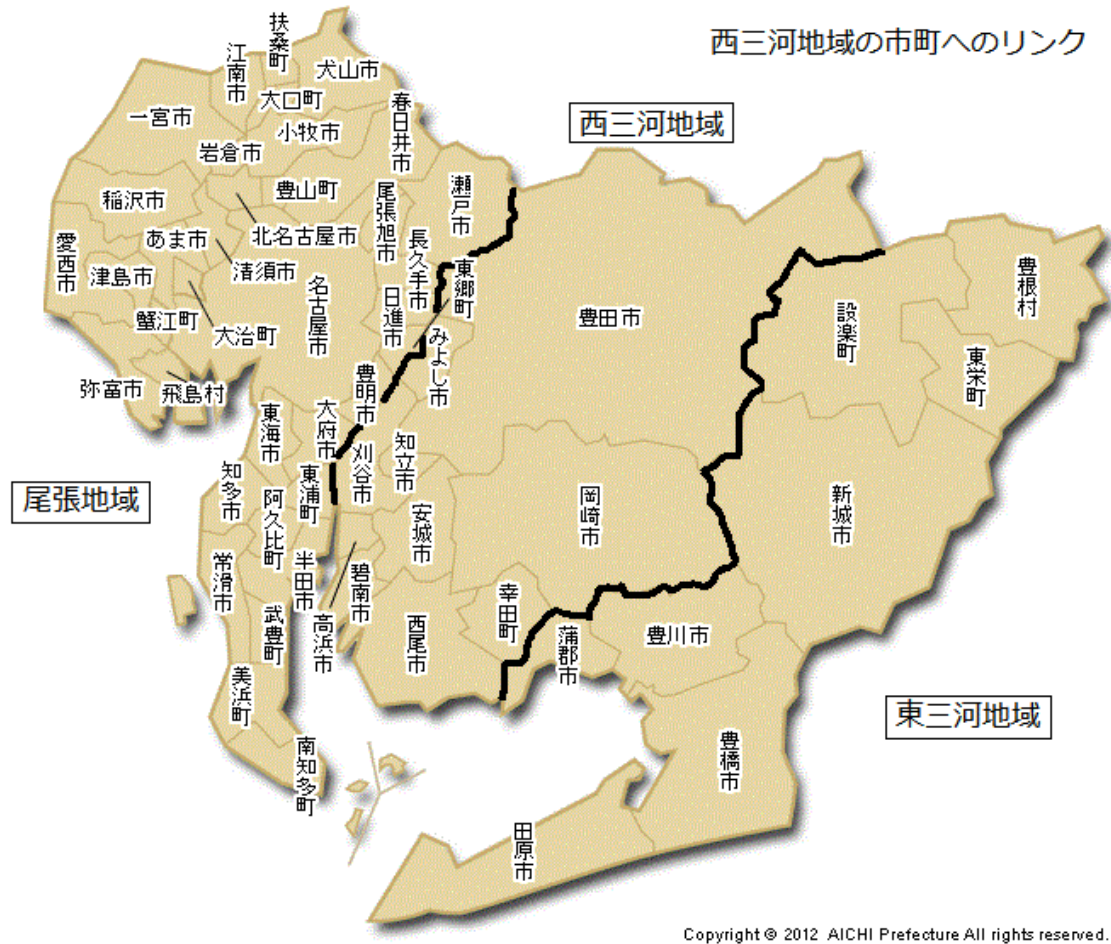 西三河地域の市町へのリンク
扶桑町
江南市
犬山市
大口町
春日井市
一宮市
小牧市
岩倉市
西三河地域
稲沢市
豊山町
尾張旭市
瀬戸市
愛西市
あま市
北名古屋市
長久手市
東郷町
津島市
清須市
名古屋市
日進市
蟹江町
大治町
みよし市
豊田市
設楽町
豊根村
東栄町
弥富市
飛島村
豊明市
東海市
大府市
刈谷市
知立市
尾張地域
知多市
阿久比町
東浦町
安城市
岡崎市
新城市
常滑市
半田市
高浜市
碧南市
武豊町
西尾市
幸田町
蒲郡市
豊川市
美浜町
東三河地域
南知多町
豊橋市
田原市
Copyright © 2012 AICHI Prefecture All rights reserved.